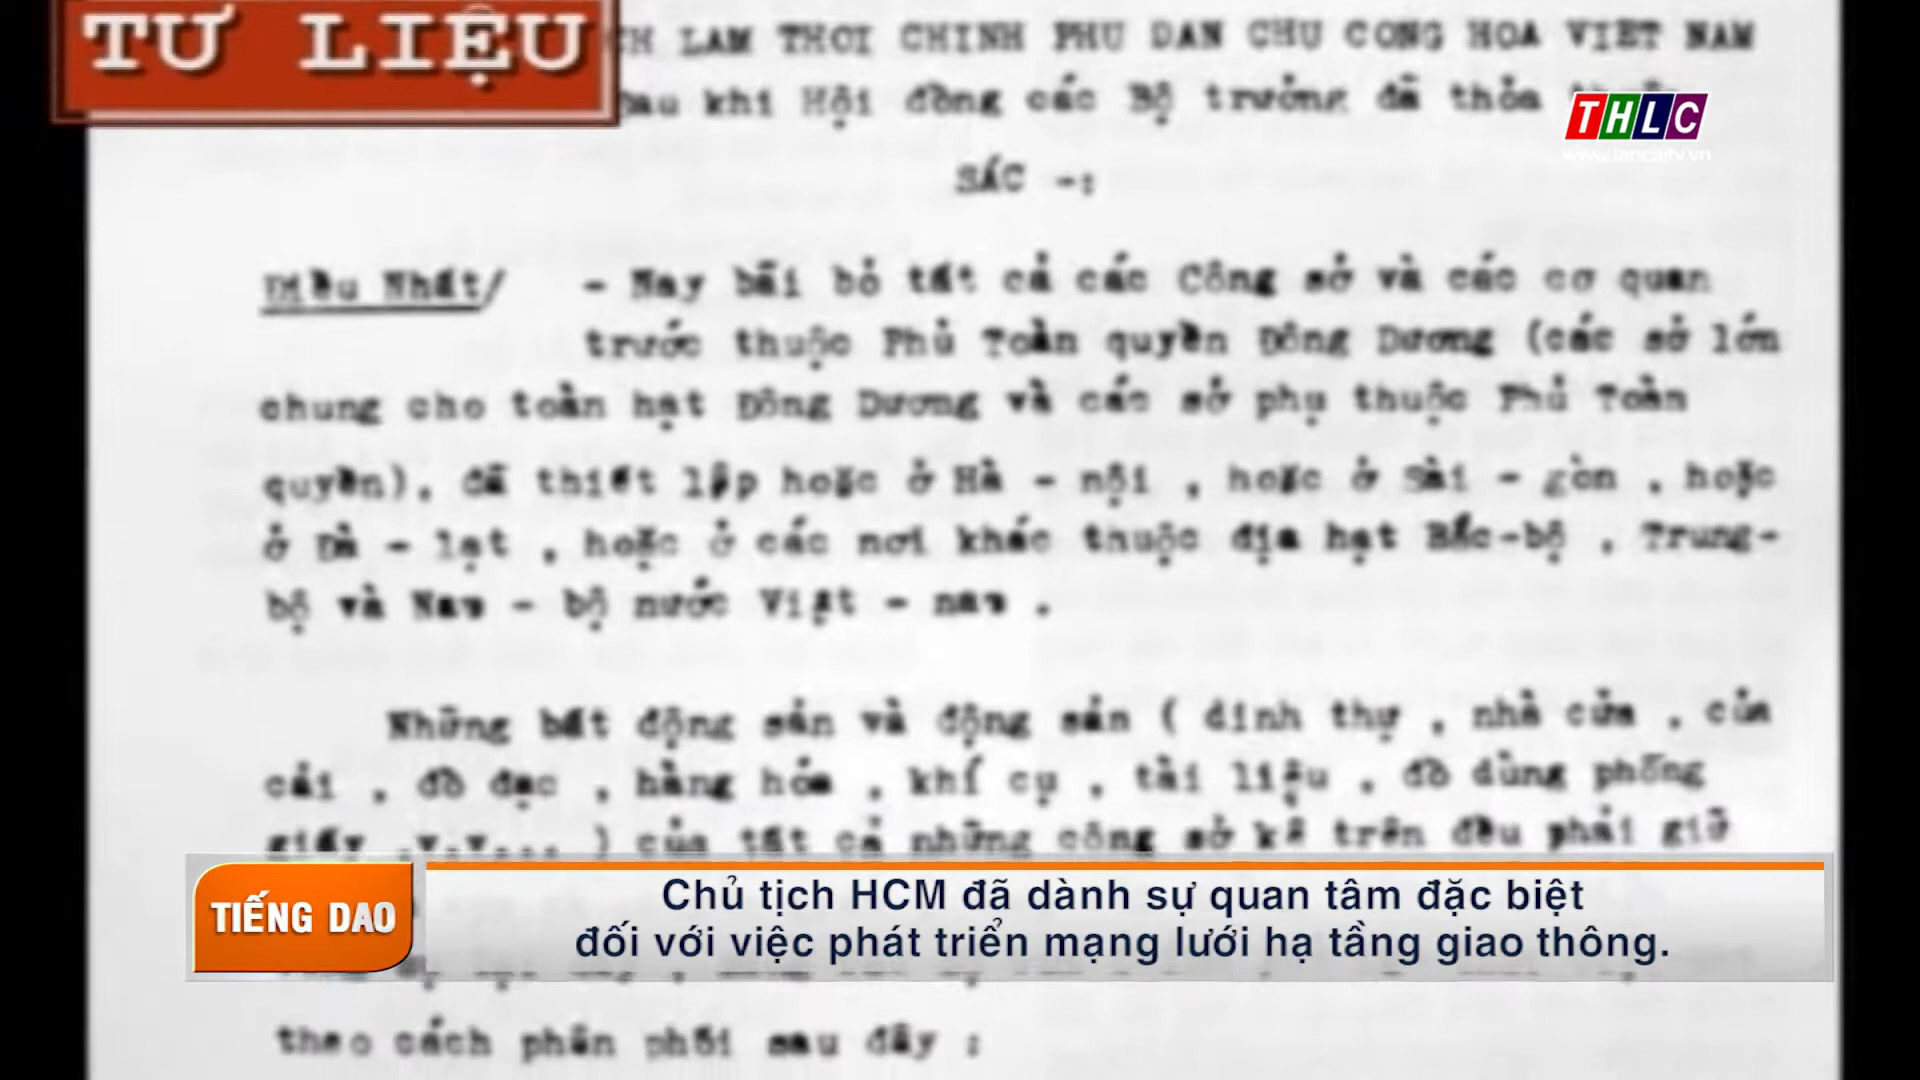 TƯ LIỆU
CH LAM THOI CHINH PHU DAN CHU CONG HOA VIET NAM
sau khi Hội đồng các Bộ trưởng đã thỏa
THLC
www.laocaitv.vn
SẮC -:
Điều Nhất/ - Nay bãi bỏ tất cả các Công sở và các cơ quan
trước thuộc Phủ Toàn quyền Đông Dương (các sở lớn
chung cho toàn hạt Đông Dương và các sở phụ thuộc Phủ Toàn
quyền), đã thiết lập hoặc ở Hà - nội , hoặc ở Sài - gòn , hoặc
ở Đà - lạt , hoặc ở các nơi khác thuộc địa hạt Bắc-bộ , Trung-
bộ và Nam - bộ nước Việt - nam .
Những bất động sản và động sản ( dinh thự , nhà cửa , của
cải , đồ đạc , hàng hóa , khí cụ , tài liệu , đồ dùng phòng
giấy .v.v... ) của tất cả những công sở kể trên đều phải giữ
TIẾNG DAO
Chủ tịch HCM đã dành sự quan tâm đặc biệt
đối với việc phát triển mạng lưới hạ tầng giao thông.
theo cách phân phối sau đây :